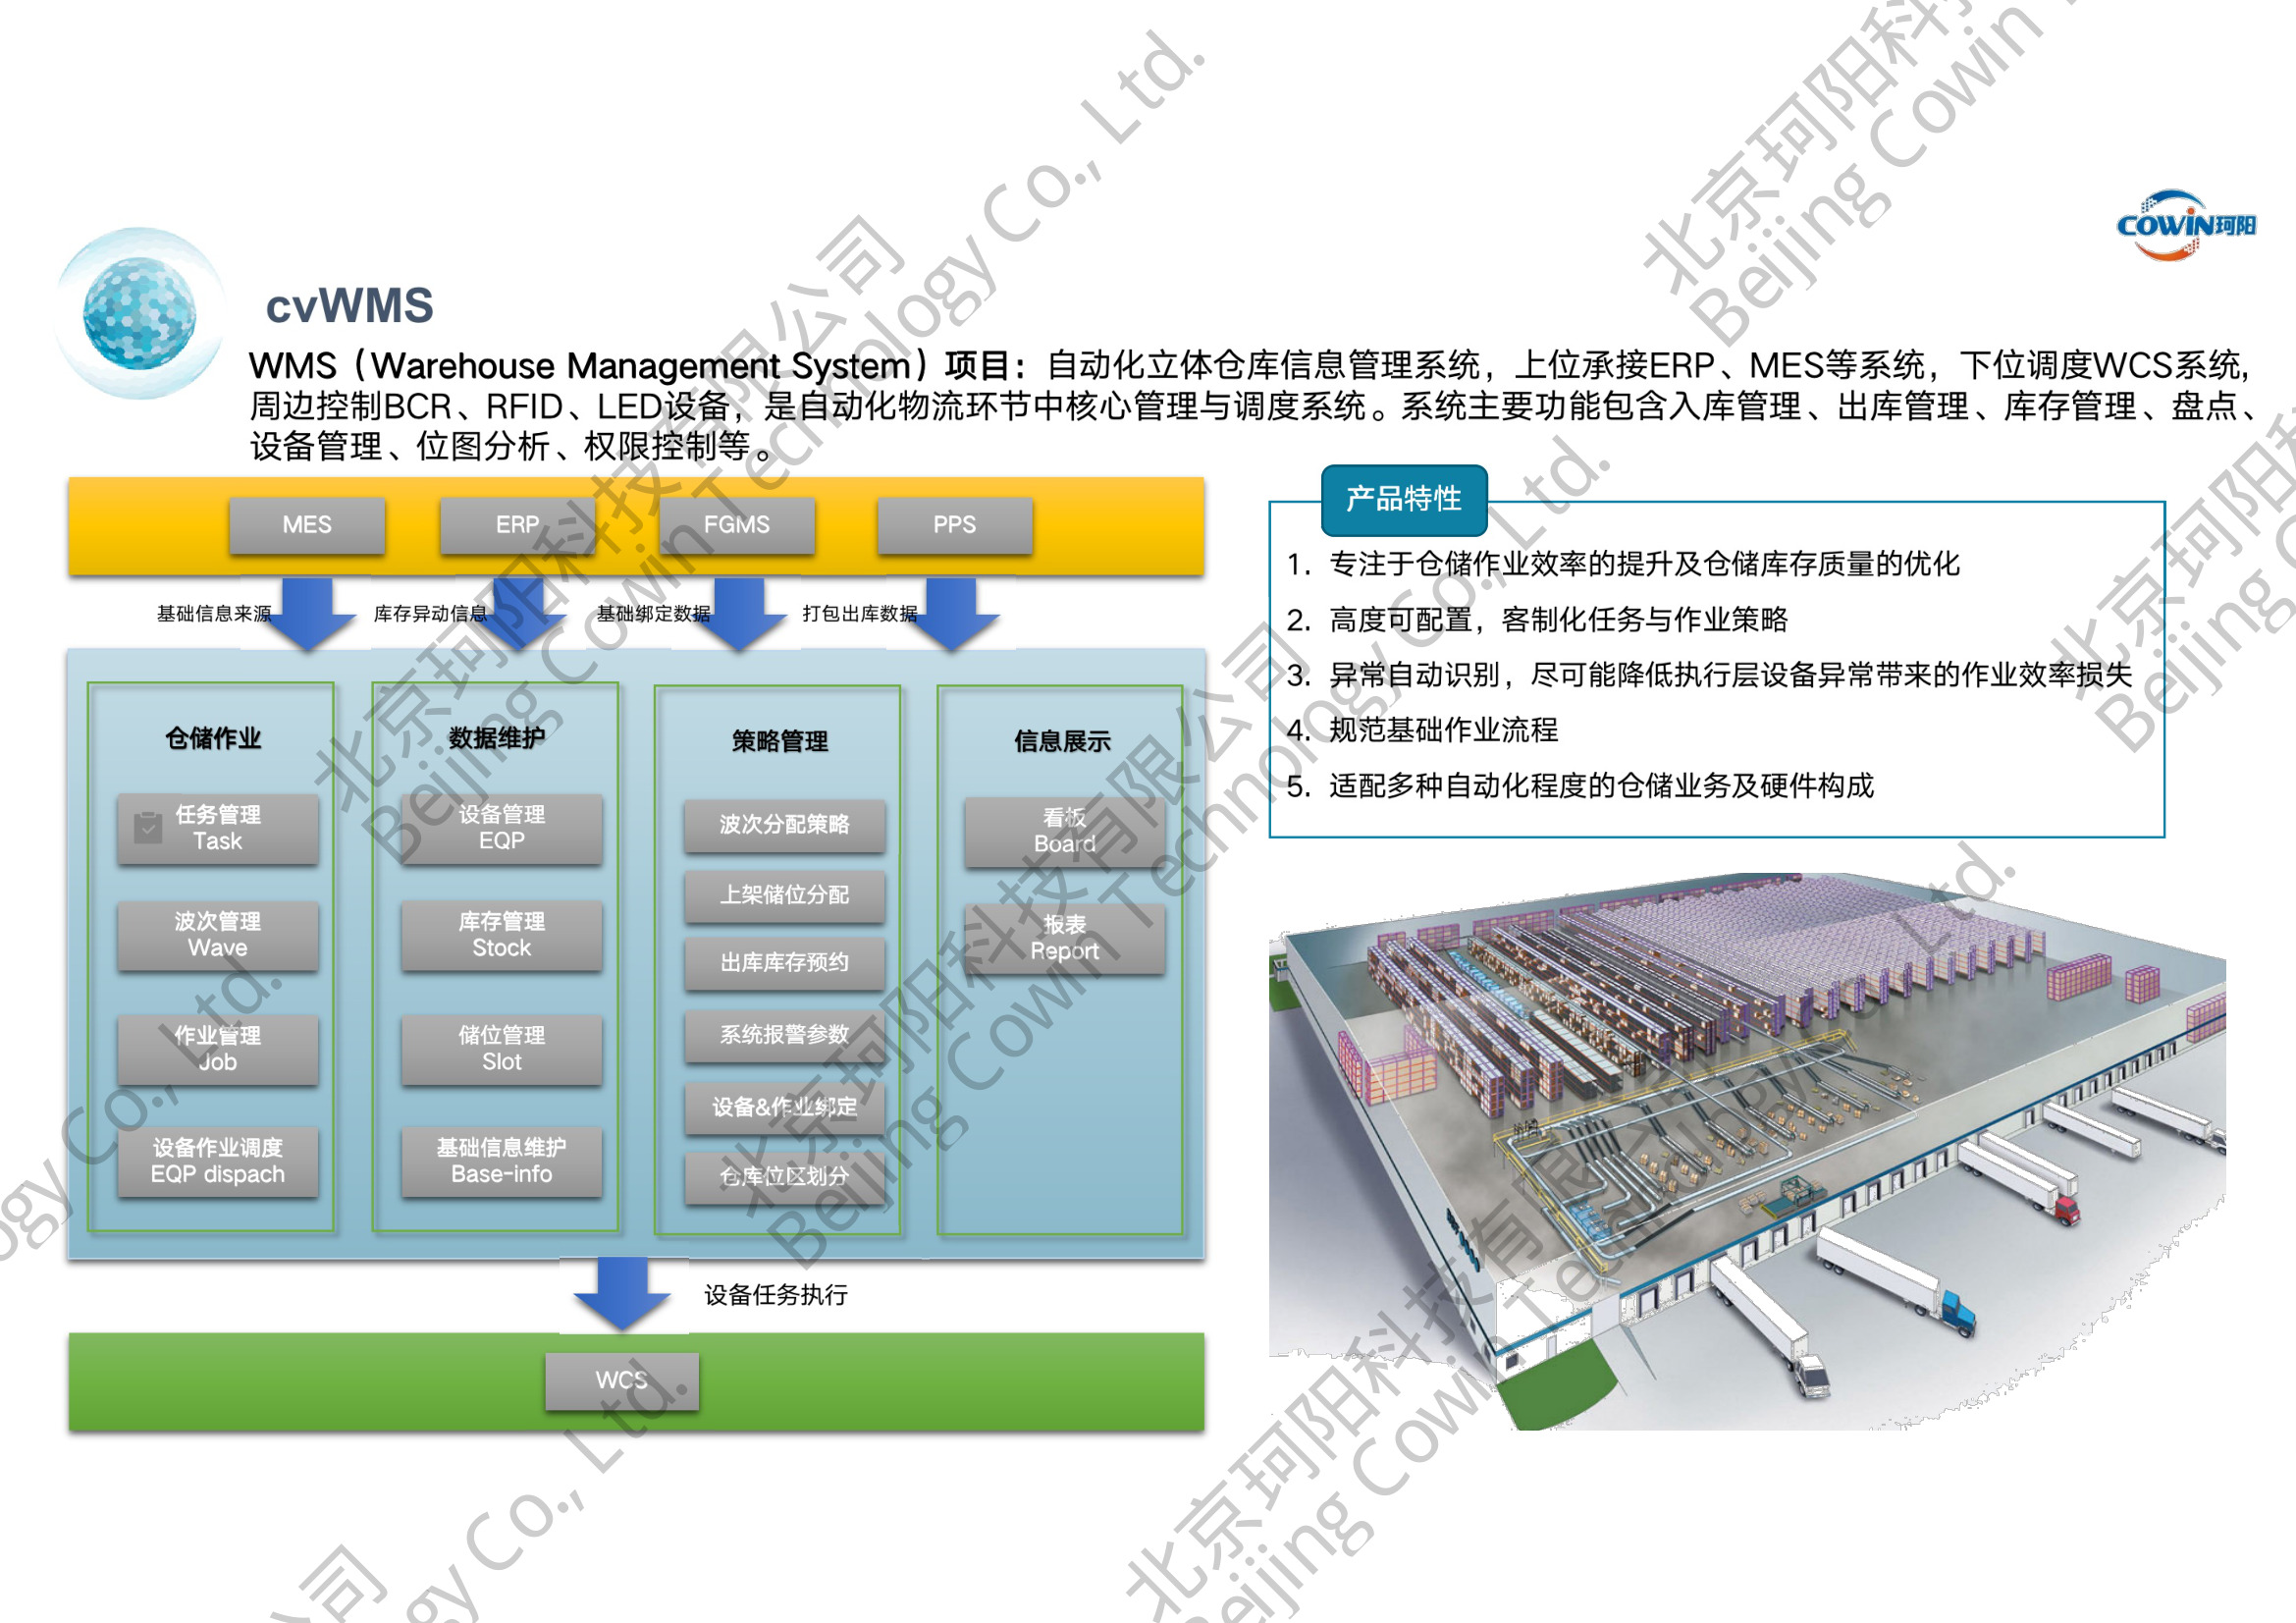 COWIN珂阳
cvWMS
WMS（Warehouse Management System）项目：自动化立体仓库信息管理系统，上位承接ERP、MES等系统，下位调度WCS系统,
周边控制BCR、RFID、LED设备，是自动化物流环节中核心管理与调度系统。系统主要功能包含入库管理、出库管理、库存管理、盘点、
设备管理、位图分析、权限控制等。
MES
ERP
FGMS
PPS
基础信息来源
库存异动信息
基础绑定数据
打包出库数据
仓储作业
任务管理
Task
波次管理
Wave
作业管理
Job
设备作业调度
EQP dispach
数据维护
设备管理
EQP
库存管理
Stock
储位管理
Slot
基础信息维护
Base-info
策略管理
波次分配策略
上架储位分配
出库库存预约
系统报警参数
设备&作业绑定
仓库位区划分
信息展示
看板
Board
报表
Report
设备任务执行
WCS
产品特性
1. 专注于仓储作业效率的提升及仓储库存质量的优化
2. 高度可配置，客制化任务与作业策略
3. 异常自动识别，尽可能降低执行层设备异常带来的作业效率损失
4. 规范基础作业流程
5. 适配多种自动化程度的仓储业务及硬件构成
北京珂阳科技有限公司
Beijing Cowin Technology Co., Ltd.